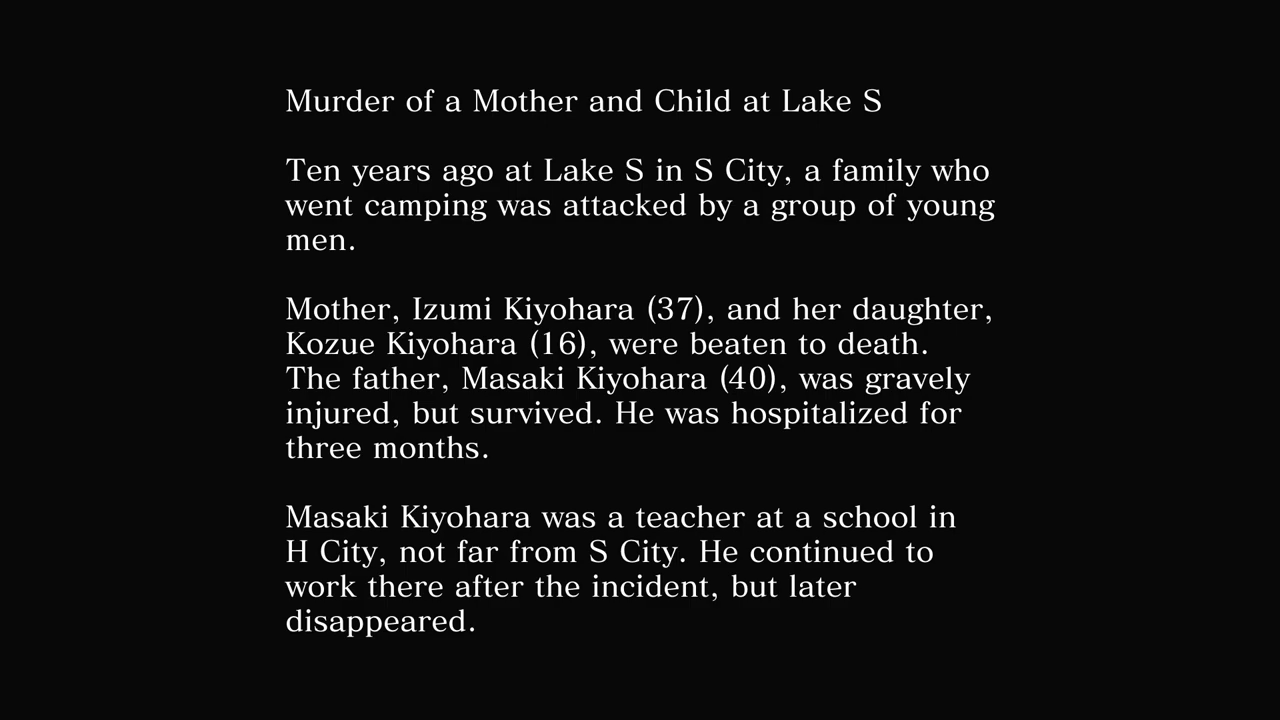 Murder of a Mother and Child at Lake S
Ten years ago at Lake S in S City, a family who
went camping was attacked by a group of young
men.
Mother, Izumi Kiyohara (37), and her daughter,
Kozue Kiyohara (16), were beaten to death.
The father, Masaki Kiyohara (40), was gravely
injured, but survived. He was hospitalized for
three months.
Masaki Kiyohara was a teacher at a school in
H City, not far from S City. He continued to
work there after the incident, but later
disappeared.